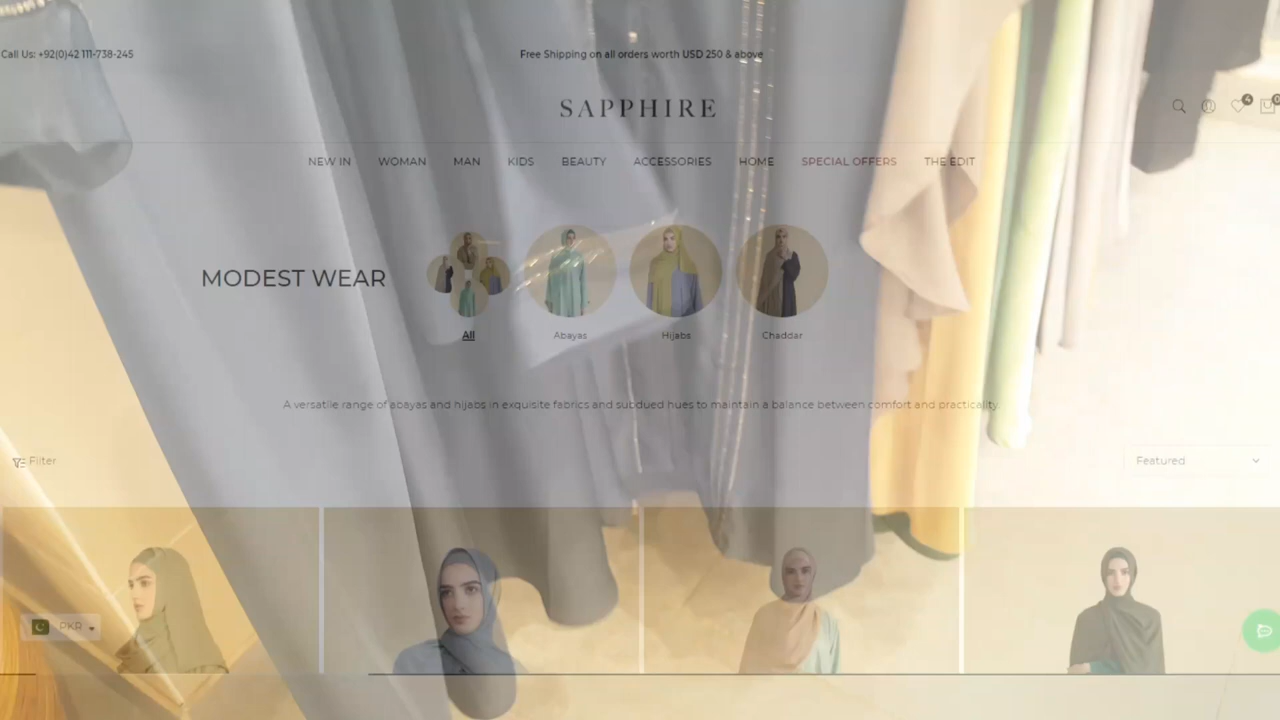 Call Us: +92(0)42 111-738-245
Free Shipping on all orders worth USD 250 & above
SAPPHIRE
4
0
NEW IN WOMAN MAN KIDS BEAUTY ACCESSORIES HOME SPECIAL OFFERS THE EDIT
MODEST WEAR
All Abayas Hijabs Chaddar
A versatile range of abayas and hijabs in exquisite fabrics and subdued hues to maintain a balance between comfort and practicality.
Filter
Featured
PKR